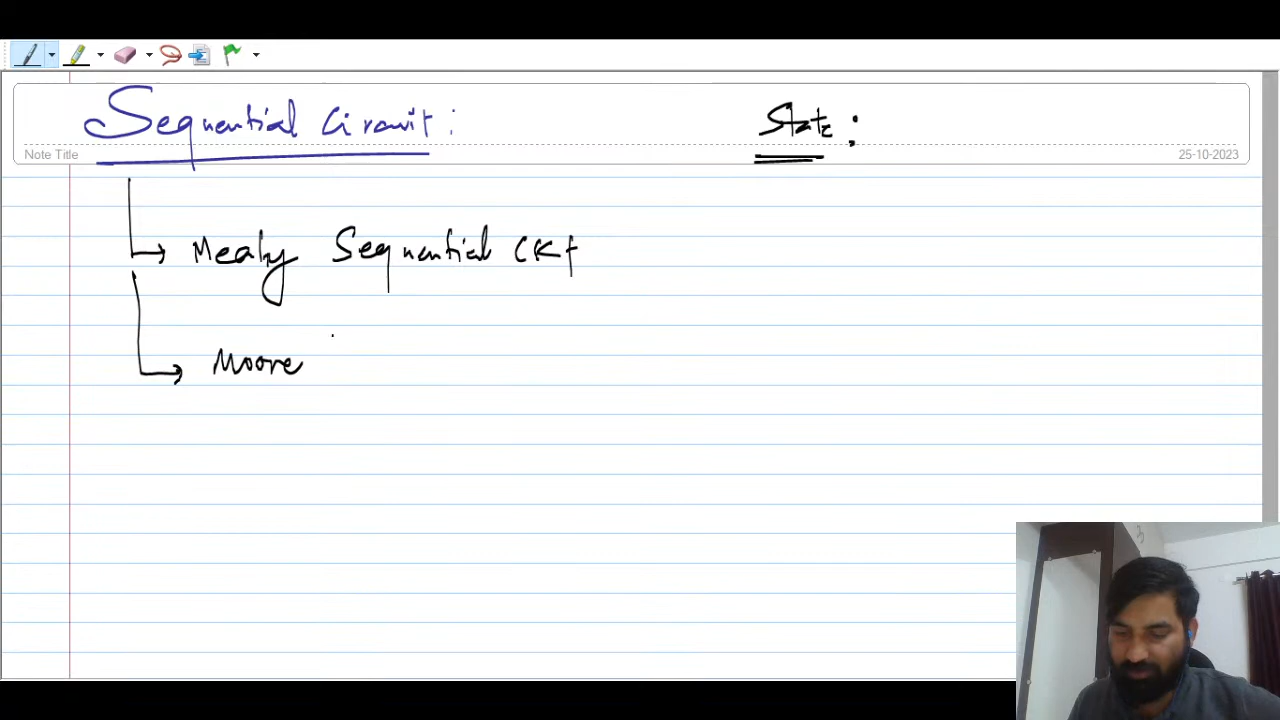 Sequential Circuit :
State :
Note Title
25-10-2023
Mealy Sequential CKt
Moore